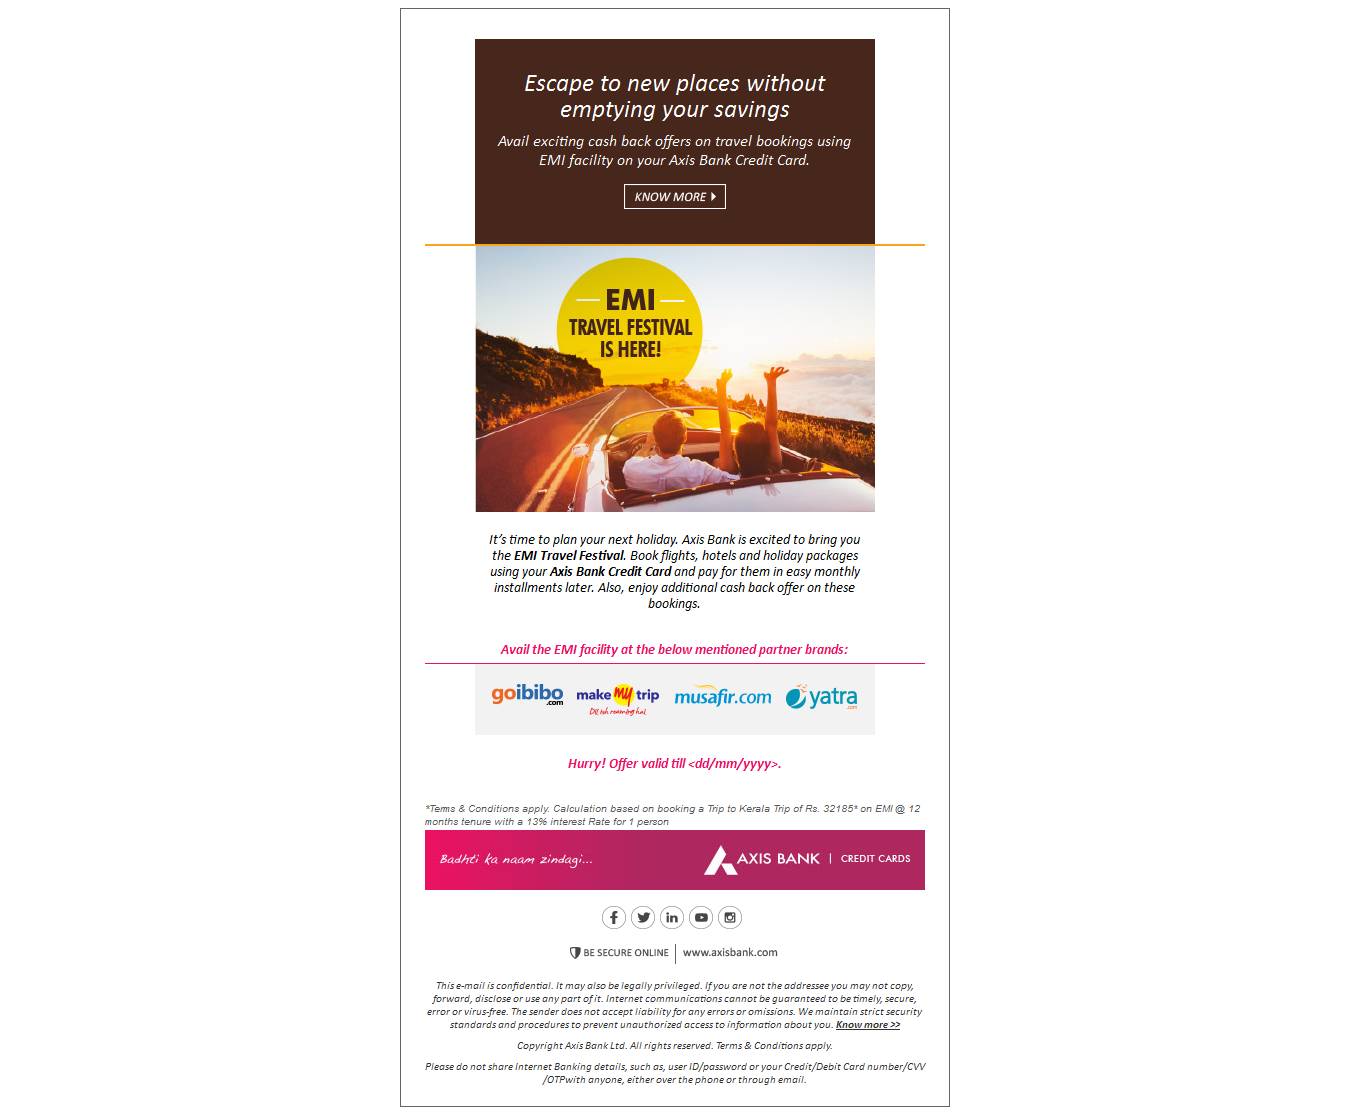 Escape to new places without
emptying your savings
Avail exciting cash back offers on travel bookings using
EMI facility on your Axis Bank Credit Card.
KNOW MORE
EMI
TRAVEL FESTIVAL
IS HERE!
It's time to plan your next holiday. Axis Bank is excited to bring you
the EMI Travel Festival. Book flights, hotels and holiday packages
using your Axis Bank Credit Card and pay for them in easy monthly
installments later. Also, enjoy additional cash back offer on these
bookings.
Avail the EMI facility at the below mentioned partner brands:
goibibo.com make my trip musafir.com yatra.com
Dil toh roaming hai
Hurry! Offer valid till <dd/mm/yyyy>.
*Terms & Conditions apply. Calculation based on booking a Trip to Kerala Trip of Rs. 32185* on EMI @ 12
months tenure with a 13% interest Rate for 1 person
Badhti ka naam zindagi... AXIS BANK | CREDIT CARDS
BE SECURE ONLINE | www.axisbank.com
This e-mail is confidential. It may also be legally privileged. If you are not the addressee you may not copy,
forward, disclose or use any part of it. Internet communications cannot be guaranteed to be timely, secure,
error or virus-free. The sender does not accept liability for any errors or omissions. We maintain strict security
standards and procedures to prevent unauthorized access to information about you. Know more >>
Copyright Axis Bank Ltd. All rights reserved. Terms & Conditions apply.
Please do not share Internet Banking details, such as, user ID/password or your Credit/Debit Card number/CVV
/OTPwith anyone, either over the phone or through email.